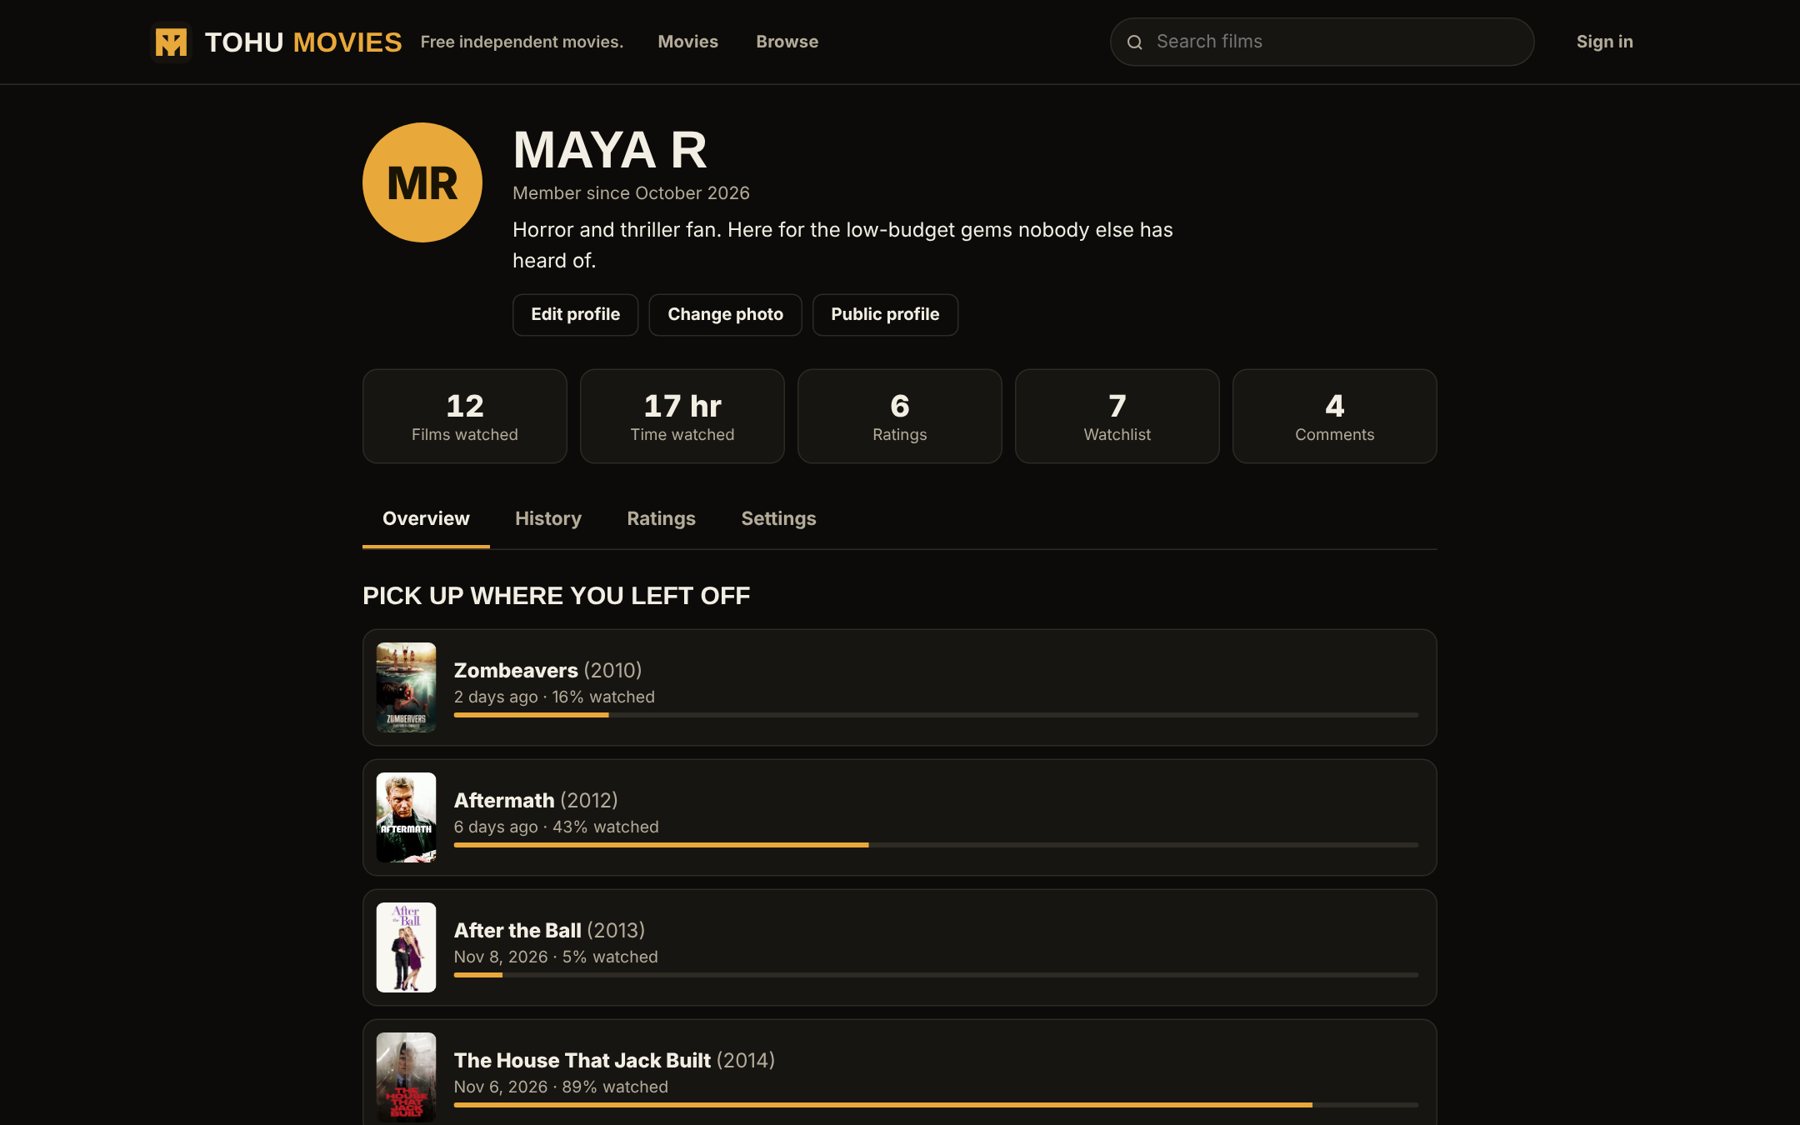 TOHU MOVIES
Free independent movies.
Movies
Browse
Search films
Sign in
MR
MAYA R
Member since October 2026
Horror and thriller fan. Here for the low-budget gems nobody else has
heard of.
Edit profile
Change photo
Public profile
12
Films watched
17 hr
Time watched
6
Ratings
7
Watchlist
4
Comments
Overview
History
Ratings
Settings
PICK UP WHERE YOU LEFT OFF
ZOMBEAVERS
Zombeavers (2010)
2 days ago · 16% watched
AFTERMATH
Aftermath (2012)
6 days ago · 43% watched
After
the Ball
After the Ball (2013)
Nov 8, 2026 · 5% watched
THE
HOUSE
THAT
JACK
BUILT
The House That Jack Built (2014)
Nov 6, 2026 · 89% watched